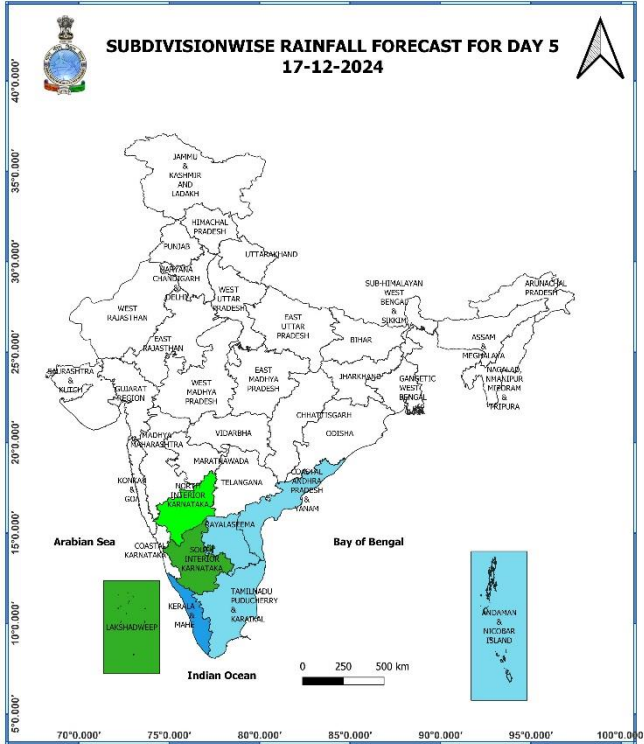 SUBDIVISIONWISE RAINFALL FORECAST FOR DAY 5
17-12-2024
40°0.000'
35°0.000'
30°0.000'
25°0.000'
20°0.000'
15°0.000'
10°0.000'
5°0.000'
JAMMU
&
KASHMIR
AND
LADAKH
HIMACHAL
PRADESH
PUNJAB
UTTARAKHAND
HARYANA
CHANDIGARH
&
DELHI
WEST
UTTAR
PRADESH
WEST
RAJASTHAN
EAST
RAJASTHAN
EAST
UTTAR
PRADESH
SUB-HIMALAYAN
WEST
BENGAL
&
SIKKIM
ARUNACHAL
PRADESH
BIHAR
ASSAM
&
MEGHALAYA
NAGALAD,
NMANIPUR
MIZORAM
&
TRIPURA
SAURASHTRA
&
KUTCH
GUJARAT
REGION
WEST
MADHYA
PRADESH
EAST
MADHYA
PRADESH
JHARKHAND
GANGETIC
WEST
BENGAL
CHHATTISGARH
ODISHA
MADHYA
MAHARASHTRA
VIDARBHA
MARATHAWADA
KONKAN
&
GOA
NORTH
INTERIOR
KARNATAKA
TELANGANA
COASTAL
ANDHRA
PRADESH
&
YANAM
RAYALASEEMA
Arabian Sea
COASTAL
KARNATAKA
SOUTH
INTERIOR
KARNATAKA
Bay of Bengal
LAKSHADWEEP
KERALA
&
MAHE
TAMILNADU
PUDUCHERRY
&
KARAIKAL
ANDAMAN
&
NICOBAR
ISLAND
Indian Ocean
0 250 500 km
70°0.000' 75°0.000' 80°0.000' 85°0.000' 90°0.000' 95°0.000' 100°0.000'